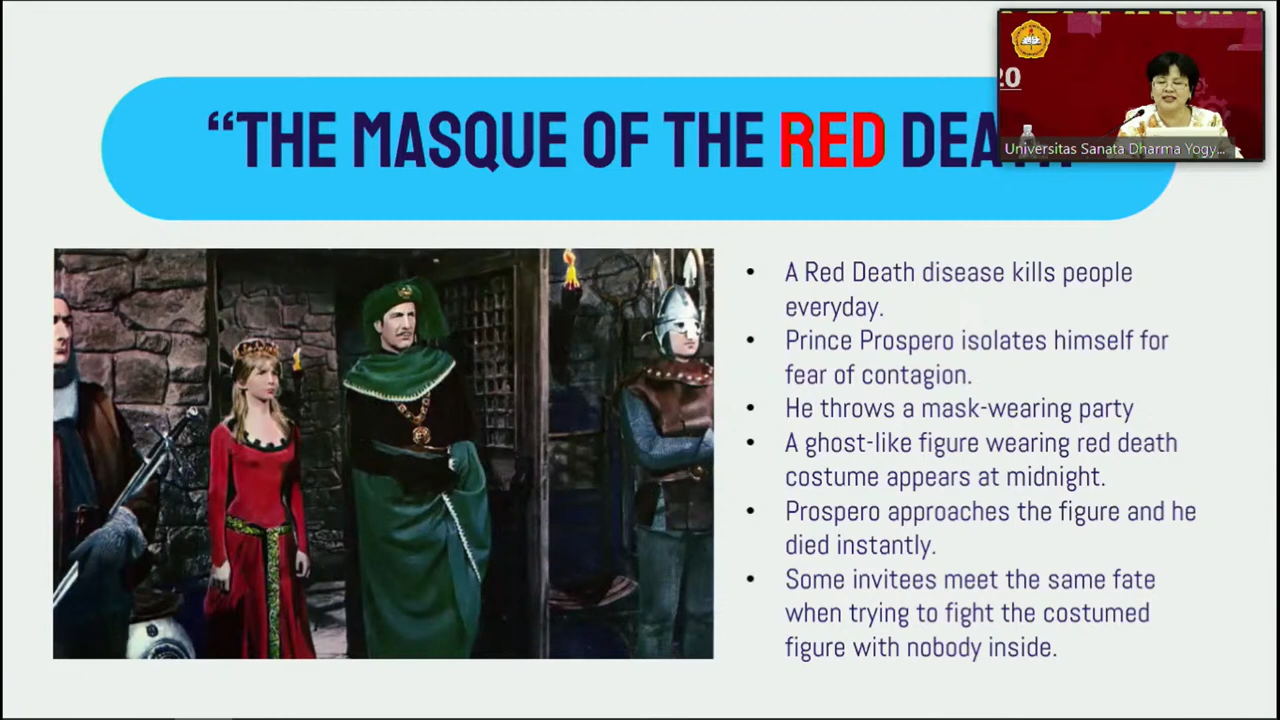 “THE MASQUE OF THE RED
20
Universitas Sanata Dharma Yogy...
• A Red Death disease kills people
everyday.
• Prince Prospero isolates himself for
fear of contagion.
• He throws a mask-wearing party
• A ghost-like figure wearing red death
costume appears at midnight.
• Prospero approaches the figure and he
died instantly.
• Some invitees meet the same fate
when trying to fight the costumed
figure with nobody inside.